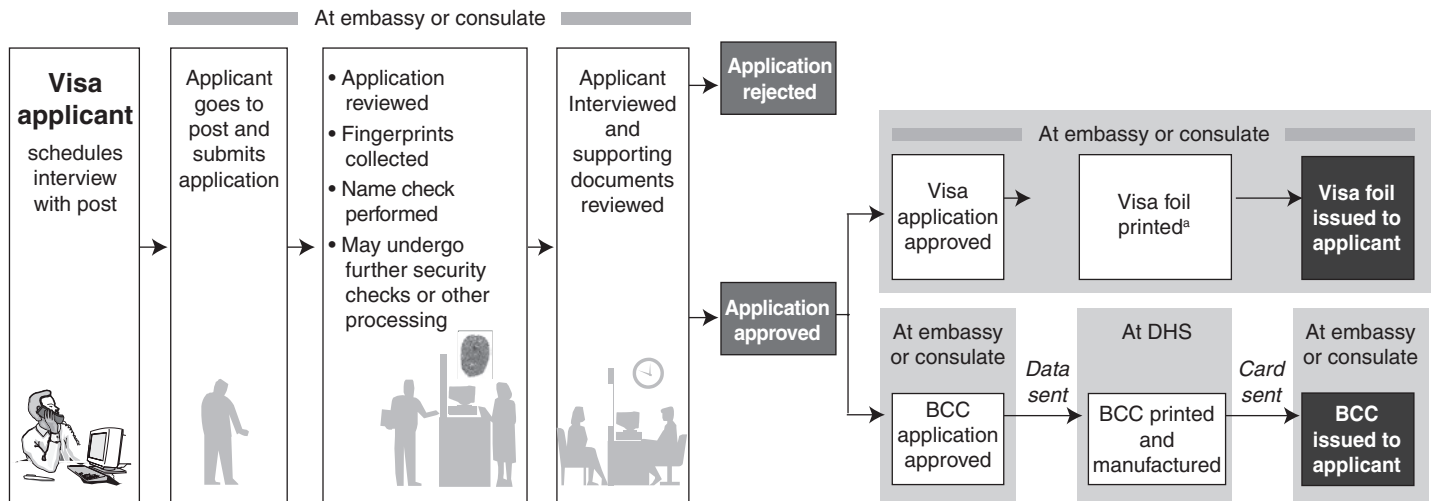 At embassy or consulate
Visa
applicant
schedules
interview
with post
Applicant
goes to
post and
submits
application
• Application
reviewed
• Fingerprints
collected
• Name check
performed
• May undergo
further security
checks or other
processing
Applicant
Interviewed
and
supporting
documents
reviewed
Application
rejected
Application
approved
At embassy or consulate
Visa
application
approved
Visa foil
printedᵃ
Visa foil
issued to
applicant
At embassy
or consulate
BCC
application
approved
Data
sent
At DHS
BCC printed
and
manufactured
Card
sent
At embassy
or consulate
BCC
issued to
applicant